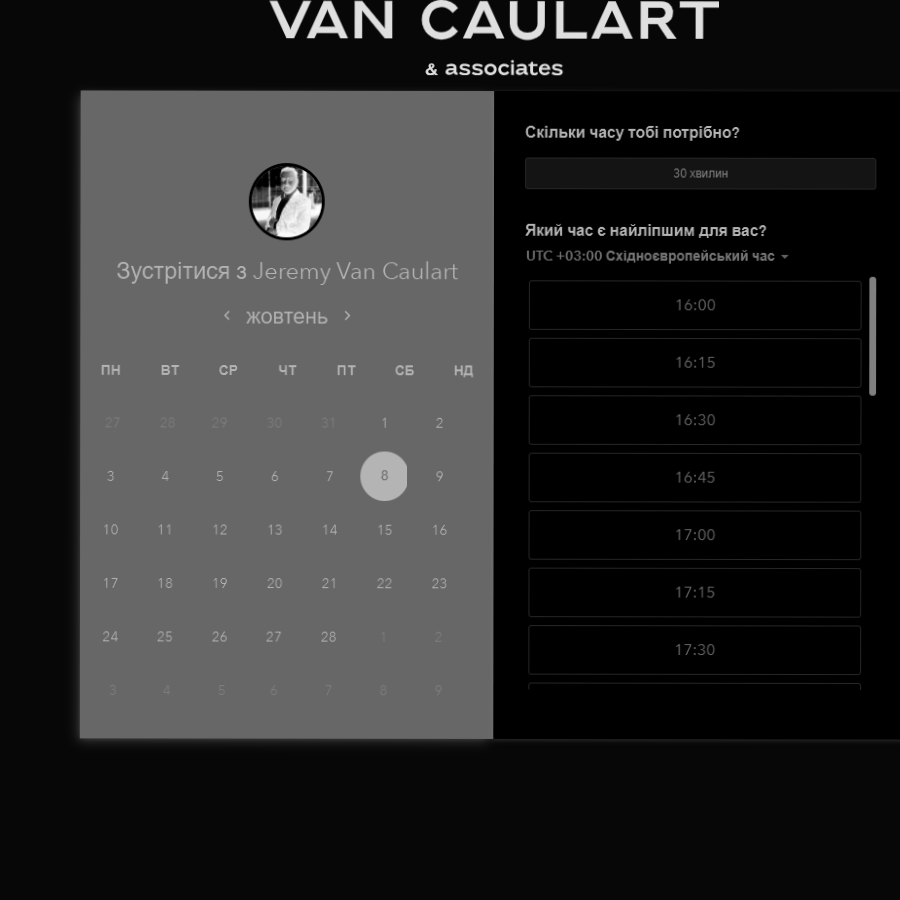 VAN CAULART
& associates
Зустрітися з Jeremy Van Caulart
жовтень
ПН ВТ СР ЧТ ПТ СБ НД
27 28 29 30 31 1 2
3 4 5 6 7 8 9
10 11 12 13 14 15 16
17 18 19 20 21 22 23
24 25 26 27 28 1 2
3 4 5 6 7 8 9
Скільки часу тобі потрібно?
30 хвилин
Який час є найліпшим для вас?
UTC +03:00 Східноєвропейський час
16:00
16:15
16:30
16:45
17:00
17:15
17:30